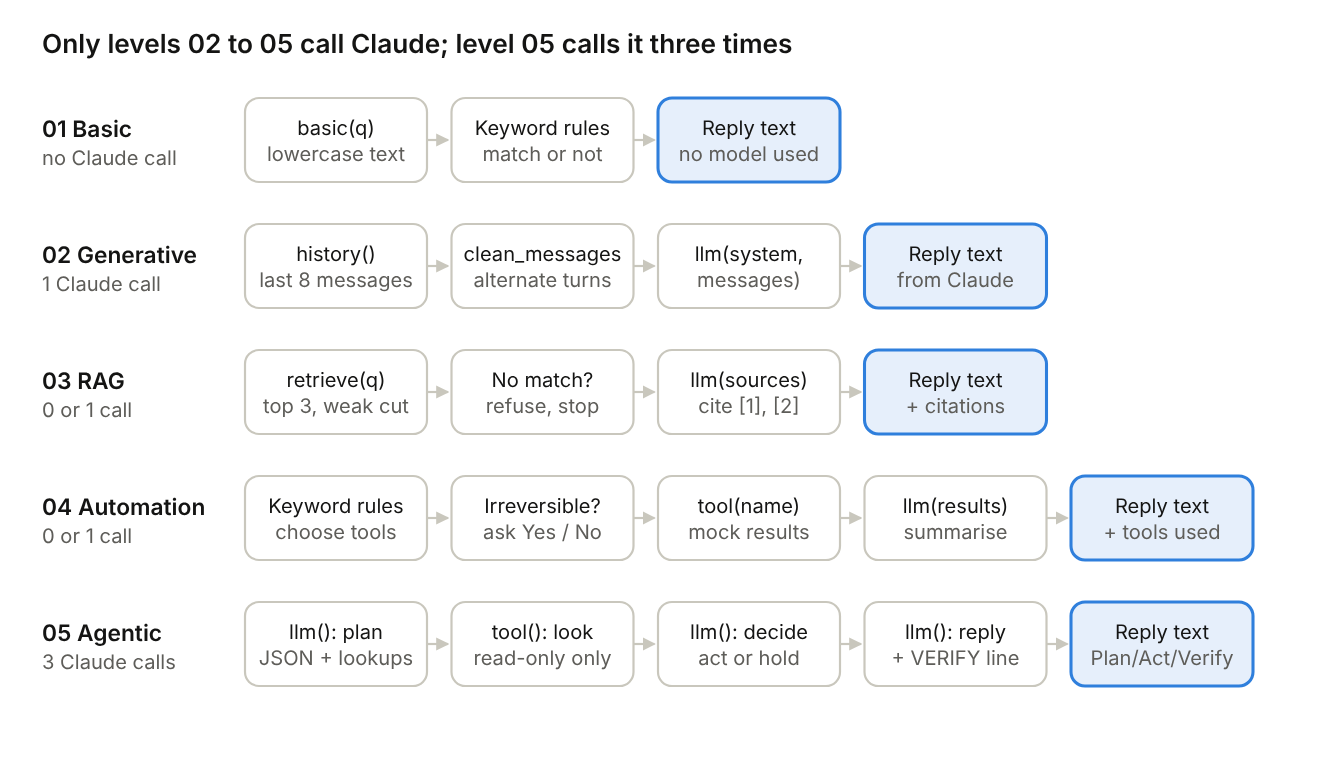 Only levels 02 to 05 call Claude; level 05 calls it three times
01 Basic
no Claude call
basic(q)
lowercase text
Keyword rules
match or not
Reply text
no model used
02 Generative
1 Claude call
history()
last 8 messages
clean_messages
alternate turns
llm(system,
messages)
Reply text
from Claude
03 RAG
0 or 1 call
retrieve(q)
top 3, weak cut
No match?
refuse, stop
llm(sources)
cite [1], [2]
Reply text
+ citations
04 Automation
0 or 1 call
Keyword rules
choose tools
Irreversible?
ask Yes / No
tool(name)
mock results
llm(results)
summarise
Reply text
+ tools used
05 Agentic
3 Claude calls
llm(): plan
JSON + lookups
tool(): look
read-only only
llm(): decide
act or hold
llm(): reply
+ VERIFY line
Reply text
Plan/Act/Verify